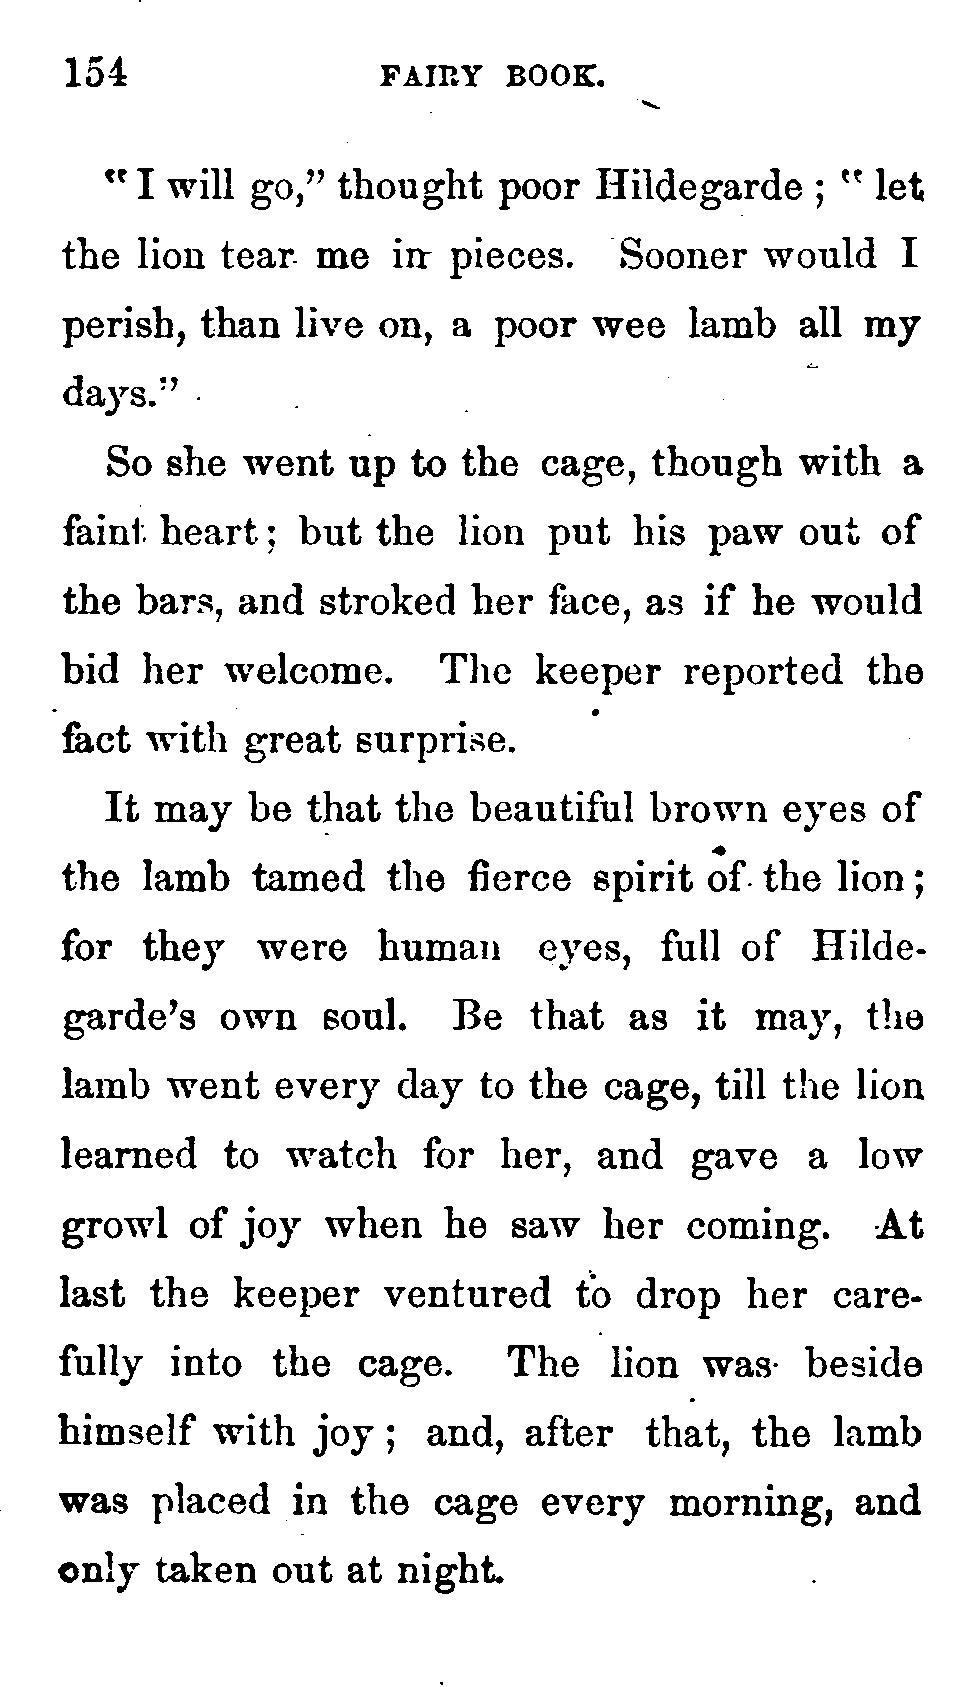 154 FAIRY BOOK.
"I will go," thought poor Hildegarde; "let
the lion tear me in pieces. Sooner would I
perish, than live on, a poor wee lamb all my
days."
So she went up to the cage, though with a
faint heart; but the lion put his paw out of
the bars, and stroked her face, as if he would
bid her welcome. The keeper reported the
fact with great surprise.
It may be that the beautiful brown eyes of
the lamb tamed the fierce spirit of the lion;
for they were human eyes, full of Hilde-
garde's own soul. Be that as it may, the
lamb went every day to the cage, till the lion
learned to watch for her, and gave a low
growl of joy when he saw her coming. At
last the keeper ventured to drop her care-
fully into the cage. The lion was beside
himself with joy; and, after that, the lamb
was placed in the cage every morning, and
only taken out at night.